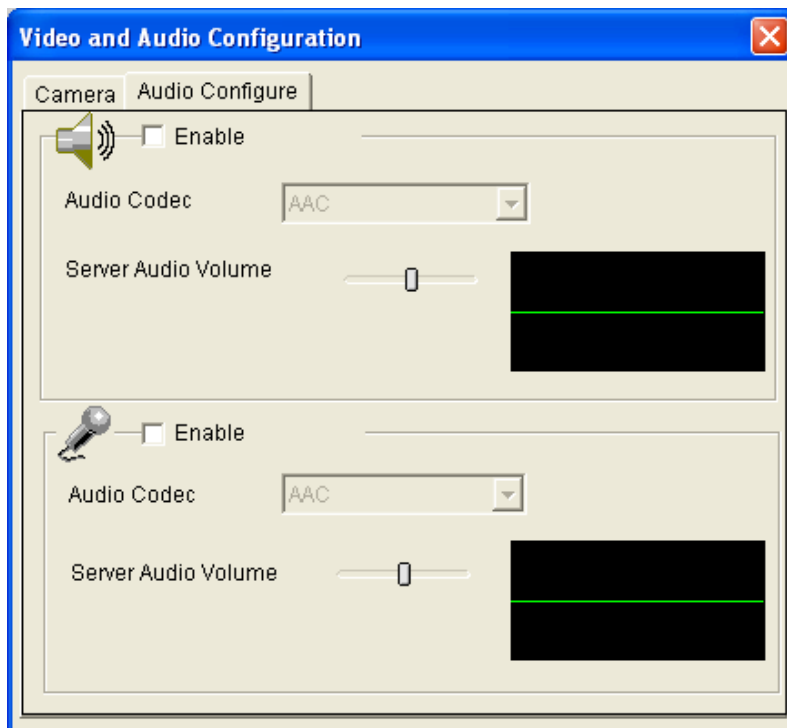 Video and Audio Configuration
Camera
Audio Configure
Enable
Audio Codec
AAC
Server Audio Volume
Enable
Audio Codec
AAC
Server Audio Volume